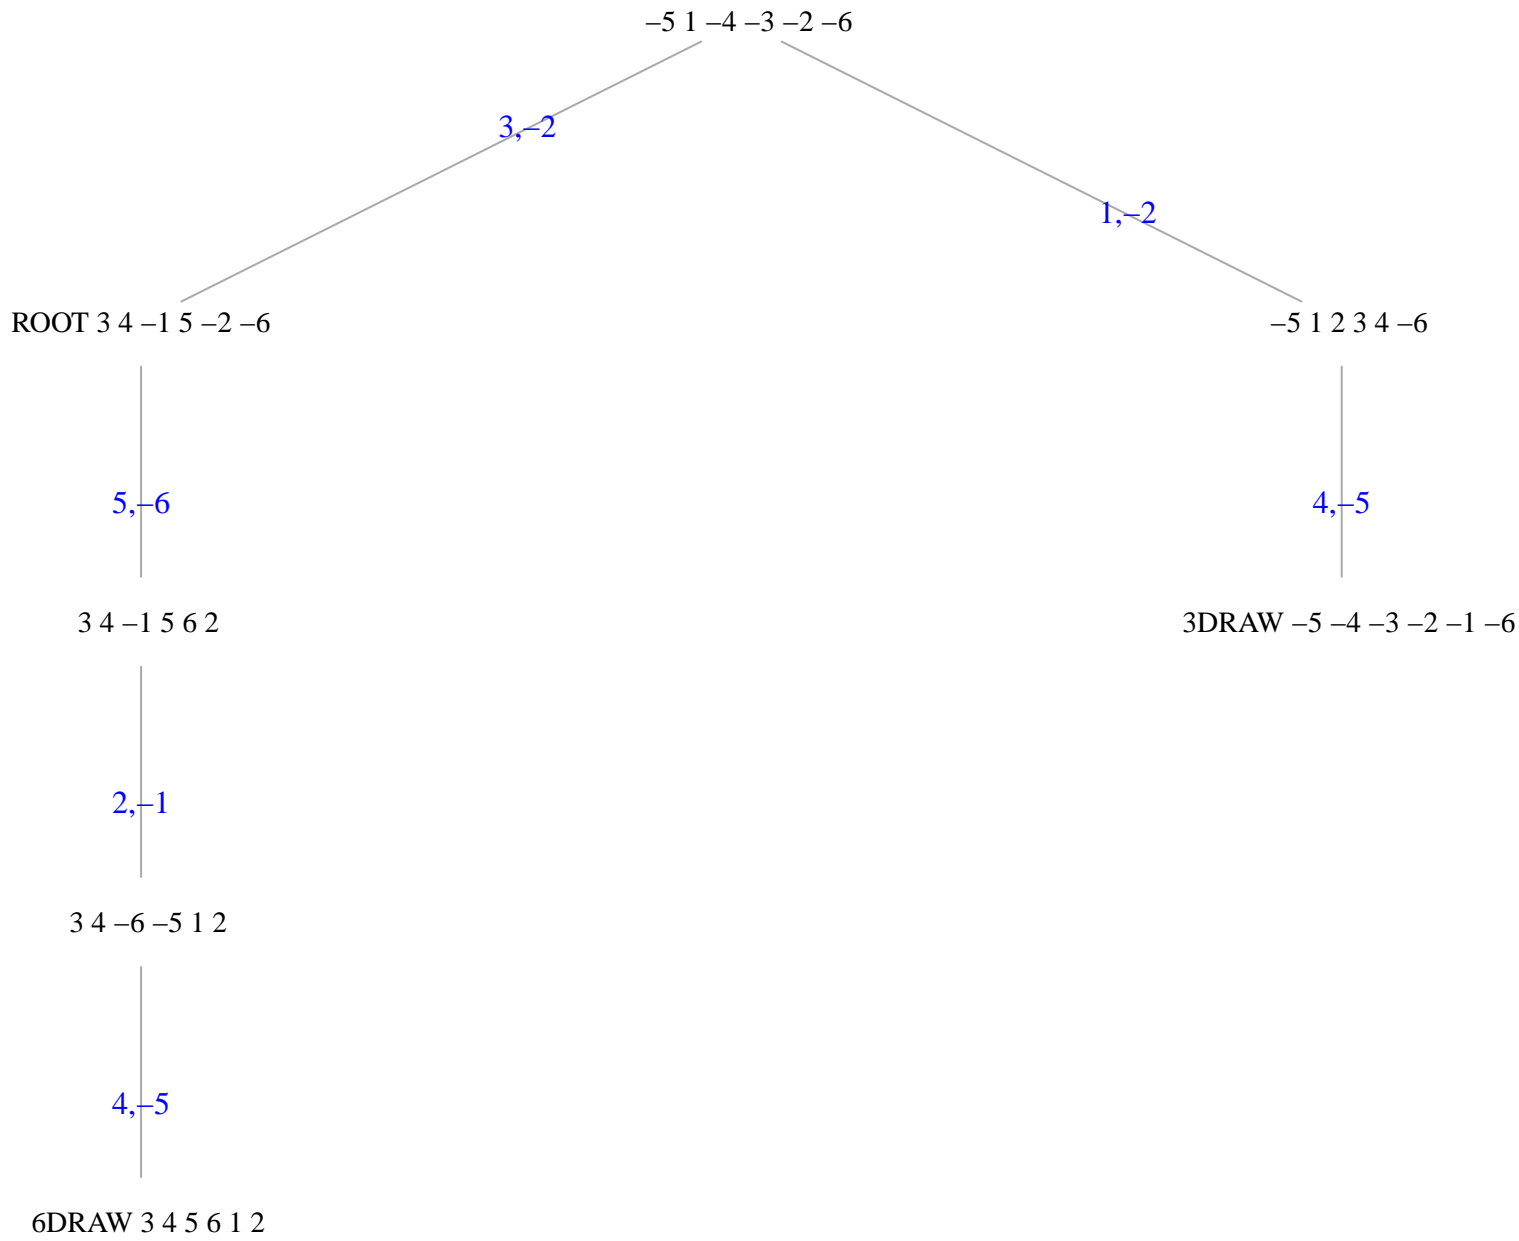 –5 1 –4 –3 –2 –6
3,–2
1,–2
ROOT 3 4 –1 5 –2 –6
–5 1 2 3 4 –6
5,–6
4,–5
3 4 –1 5 6 2
3DRAW –5 –4 –3 –2 –1 –6
2,–1
3 4 –6 –5 1 2
4,–5
6DRAW 3 4 5 6 1 2